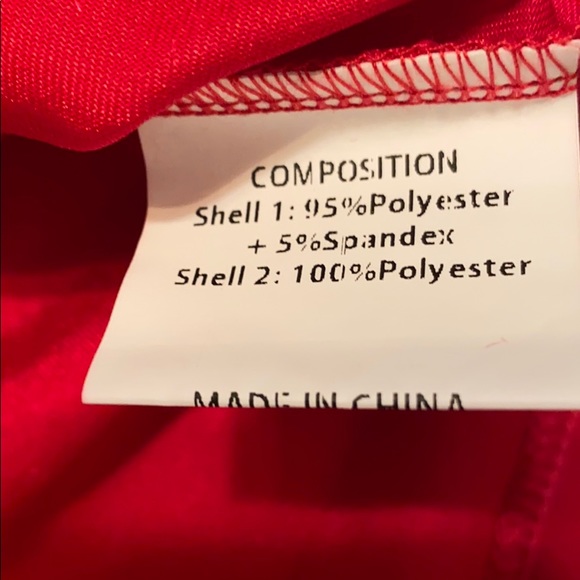 COMPOSITION
Shell 1: 95%Polyester
+ 5%Spandex
Shell 2: 100%Polyester
MADE IN CHINA